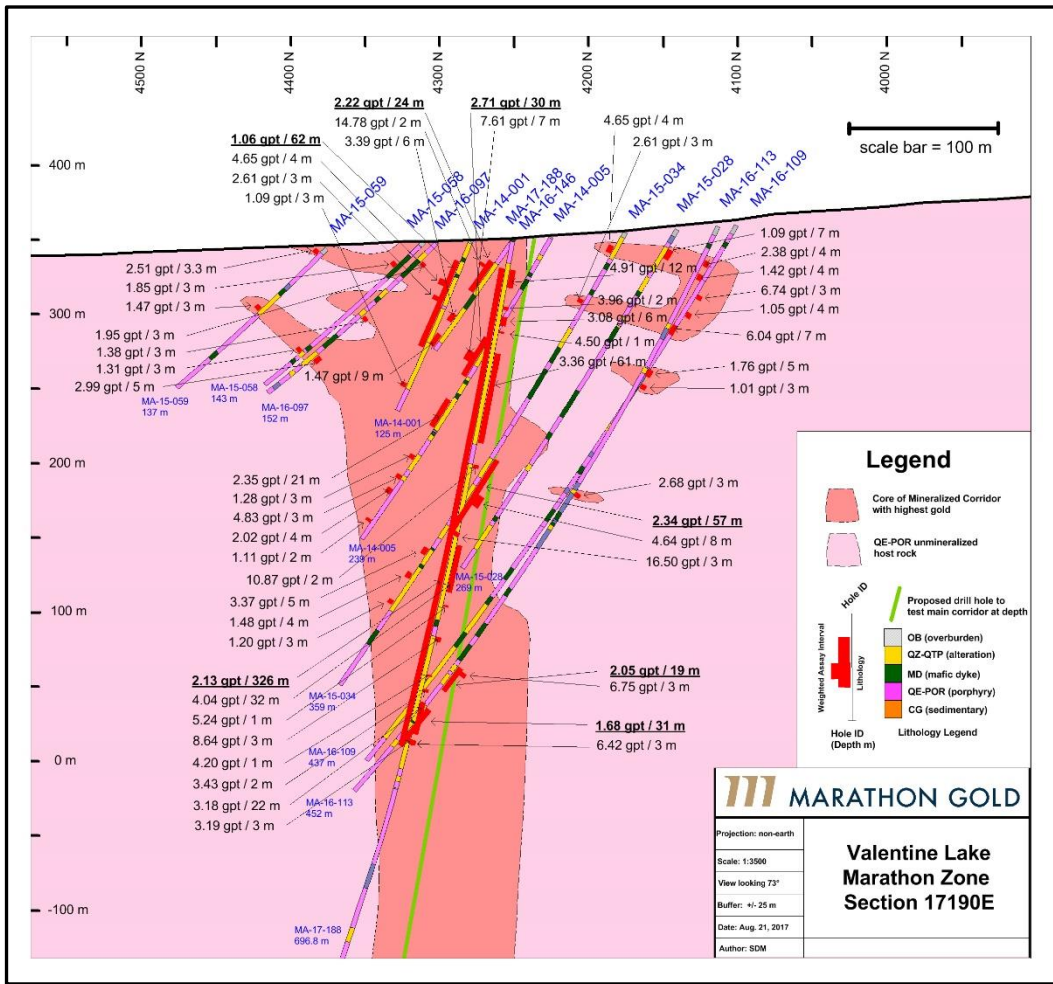 4500 N
4400 N
4300 N
4200 N
4100 N
4000 N
400 m
300 m
200 m
100 m
0 m
-100 m
scale bar = 100 m
2.22 gpt / 24 m
14.78 gpt / 2 m
3.39 gpt / 6 m
2.71 gpt / 30 m
7.61 gpt / 7 m
1.06 gpt / 62 m
4.65 gpt / 4 m
2.61 gpt / 3 m
1.09 gpt / 3 m
4.65 gpt / 4 m
2.61 gpt / 3 m
MA-15-059
MA-15-058
MA-16-097
MA-14-001
MA-17-188
MA-16-146
MA-14-005
MA-15-034
MA-15-028
MA-16-113
MA-16-109
2.51 gpt / 3.3 m
1.85 gpt / 3 m
1.47 gpt / 3 m
1.95 gpt / 3 m
1.38 gpt / 3 m
1.31 gpt / 3 m
2.99 gpt / 5 m
1.47 gpt / 9 m
4.91 gpt / 12 m
3.96 gpt / 2 m
3.08 gpt / 6 m
4.50 gpt / 1 m
3.36 gpt / 61 m
1.09 gpt / 7 m
2.38 gpt / 4 m
1.42 gpt / 4 m
6.74 gpt / 3 m
1.05 gpt / 4 m
6.04 gpt / 7 m
1.76 gpt / 5 m
1.01 gpt / 3 m
MA-15-059
137 m
MA-15-058
143 m
MA-16-097
152 m
MA-14-001
125 m
2.35 gpt / 21 m
1.28 gpt / 3 m
4.83 gpt / 3 m
2.02 gpt / 4 m
1.11 gpt / 2 m
10.87 gpt / 2 m
3.37 gpt / 5 m
1.48 gpt / 4 m
1.20 gpt / 3 m
MA-14-005
239 m
MA-15-028
269 m
2.68 gpt / 3 m
2.34 gpt / 57 m
4.64 gpt / 8 m
16.50 gpt / 3 m
2.13 gpt / 326 m
4.04 gpt / 32 m
5.24 gpt / 1 m
8.64 gpt / 3 m
4.20 gpt / 1 m
3.43 gpt / 2 m
3.18 gpt / 22 m
3.19 gpt / 3 m
MA-15-034
359 m
MA-16-109
437 m
MA-16-113
452 m
MA-17-188
696.8 m
2.05 gpt / 19 m
6.75 gpt / 3 m
1.68 gpt / 31 m
6.42 gpt / 3 m
Legend
Core of Mineralized Corridor
with highest gold
QE-POR unmineralized
host rock
Hole ID
Weighted Assay Interval
Lithology
Hole ID
(Depth m)
Proposed drill hole to
test main corridor at depth
OB (overburden)
QZ-QTP (alteration)
MD (mafic dyke)
QE-POR (porphyry)
CG (sedimentary)
Lithology Legend
MARATHON GOLD
Projection: non-earth
Scale: 1:3500
View looking 73°
Buffer: +/- 25 m
Date: Aug. 21, 2017
Author: SDM
Valentine Lake
Marathon Zone
Section 17190E